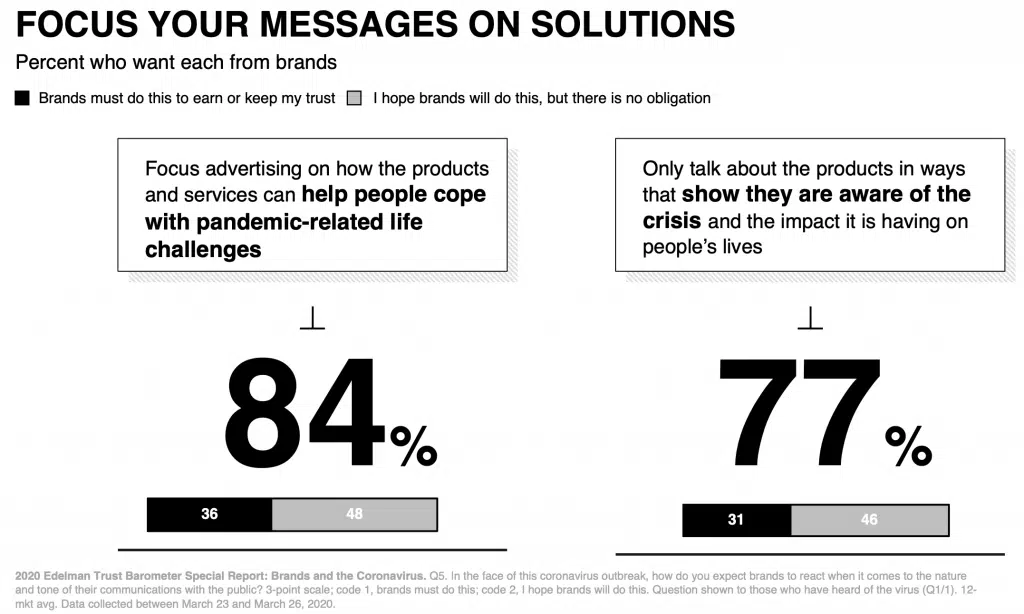 FOCUS YOUR MESSAGES ON SOLUTIONS
Percent who want each from brands
Brands must do this to earn or keep my trust I hope brands will do this, but there is no obligation
Focus advertising on how the products
and services can help people cope
with pandemic-related life
challenges
Only talk about the products in ways
that show they are aware of the
crisis and the impact it is having on
people's lives
84%
77%
36 48
31 46
2020 Edelman Trust Barometer Special Report: Brands and the Coronavirus. Q5. In the face of this coronavirus outbreak, how do you expect brands to react when it comes to the nature
and tone of their communications with the public? 3-point scale; code 1, brands must do this; code 2, I hope brands will do this. Question shown to those who have heard of the virus (Q1/1). 12-
mkt avg. Data collected between March 23 and March 26, 2020.